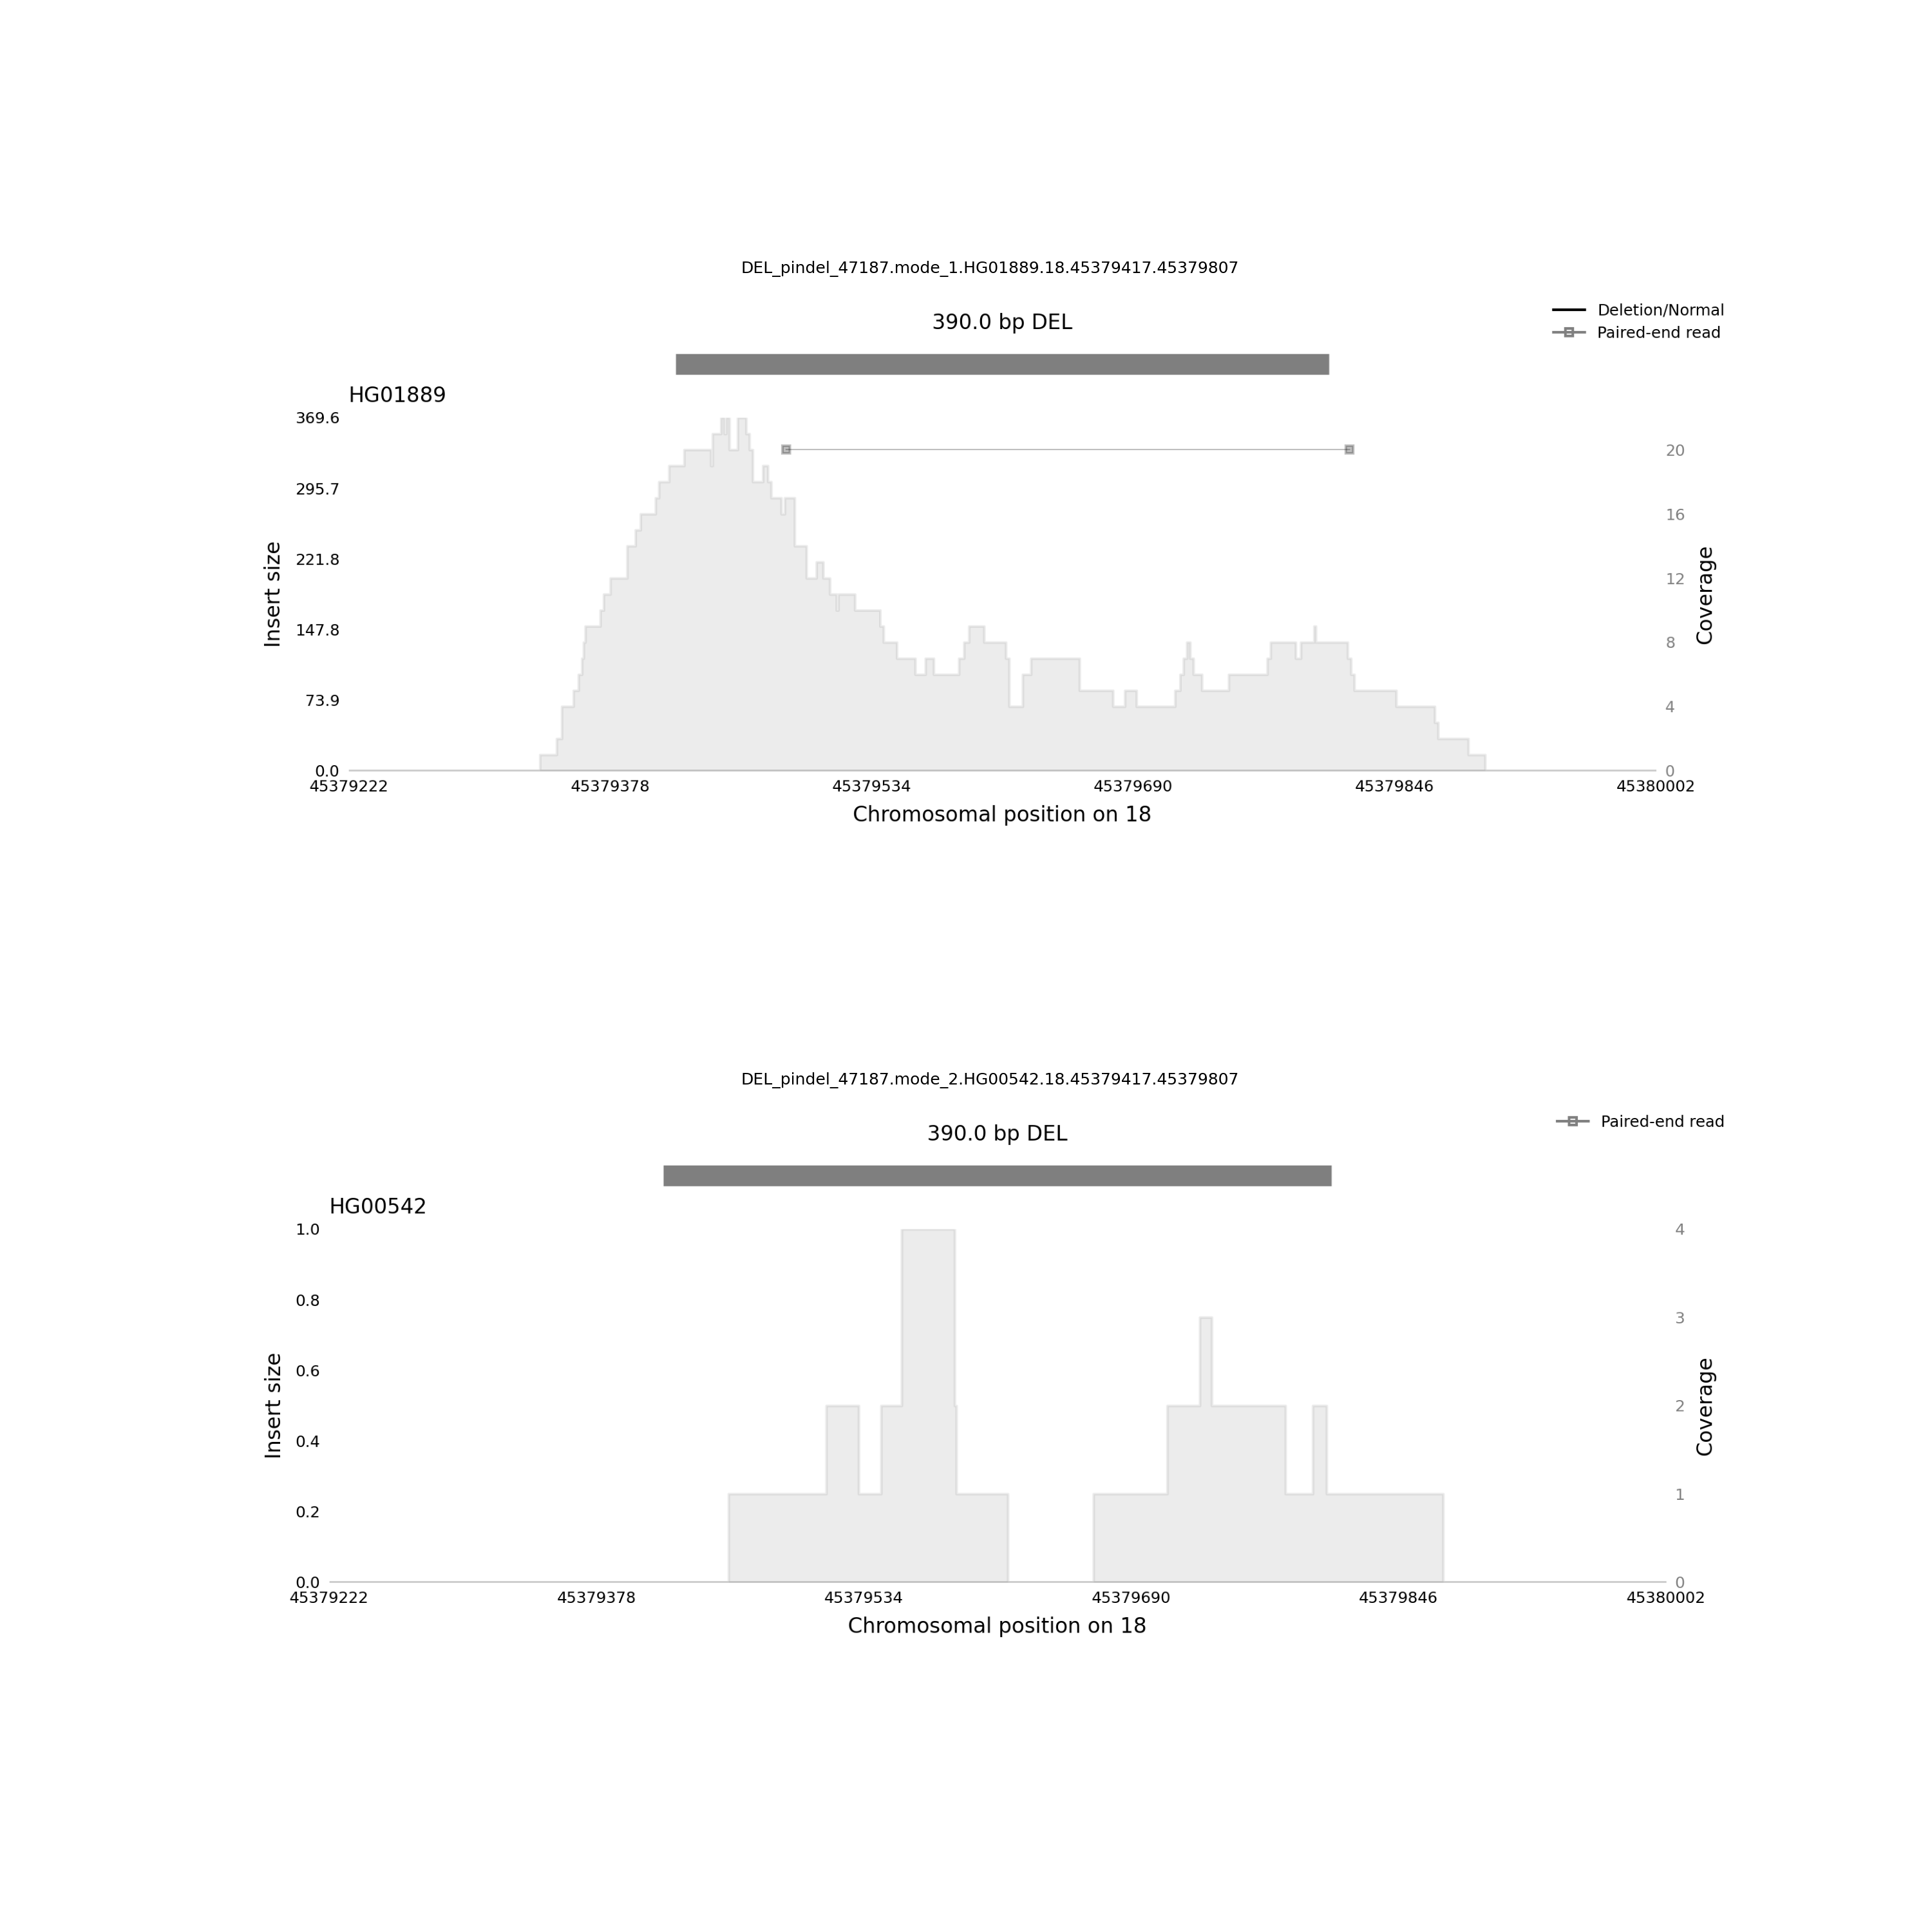 DEL_pindel_47187.mode_1.HG01889.18.45379417.45379807
390.0 bp DEL
Deletion/Normal
Paired-end read
HG01889
369.6
295.7
221.8
147.8
73.9
0.0
Insert size
20
16
12
8
4
0
Coverage
45379222 45379378 45379534 45379690 45379846 45380002
Chromosomal position on 18
DEL_pindel_47187.mode_2.HG00542.18.45379417.45379807
390.0 bp DEL
Paired-end read
HG00542
1.0
0.8
0.6
0.4
0.2
0.0
Insert size
4
3
2
1
0
Coverage
45379222 45379378 45379534 45379690 45379846 45380002
Chromosomal position on 18